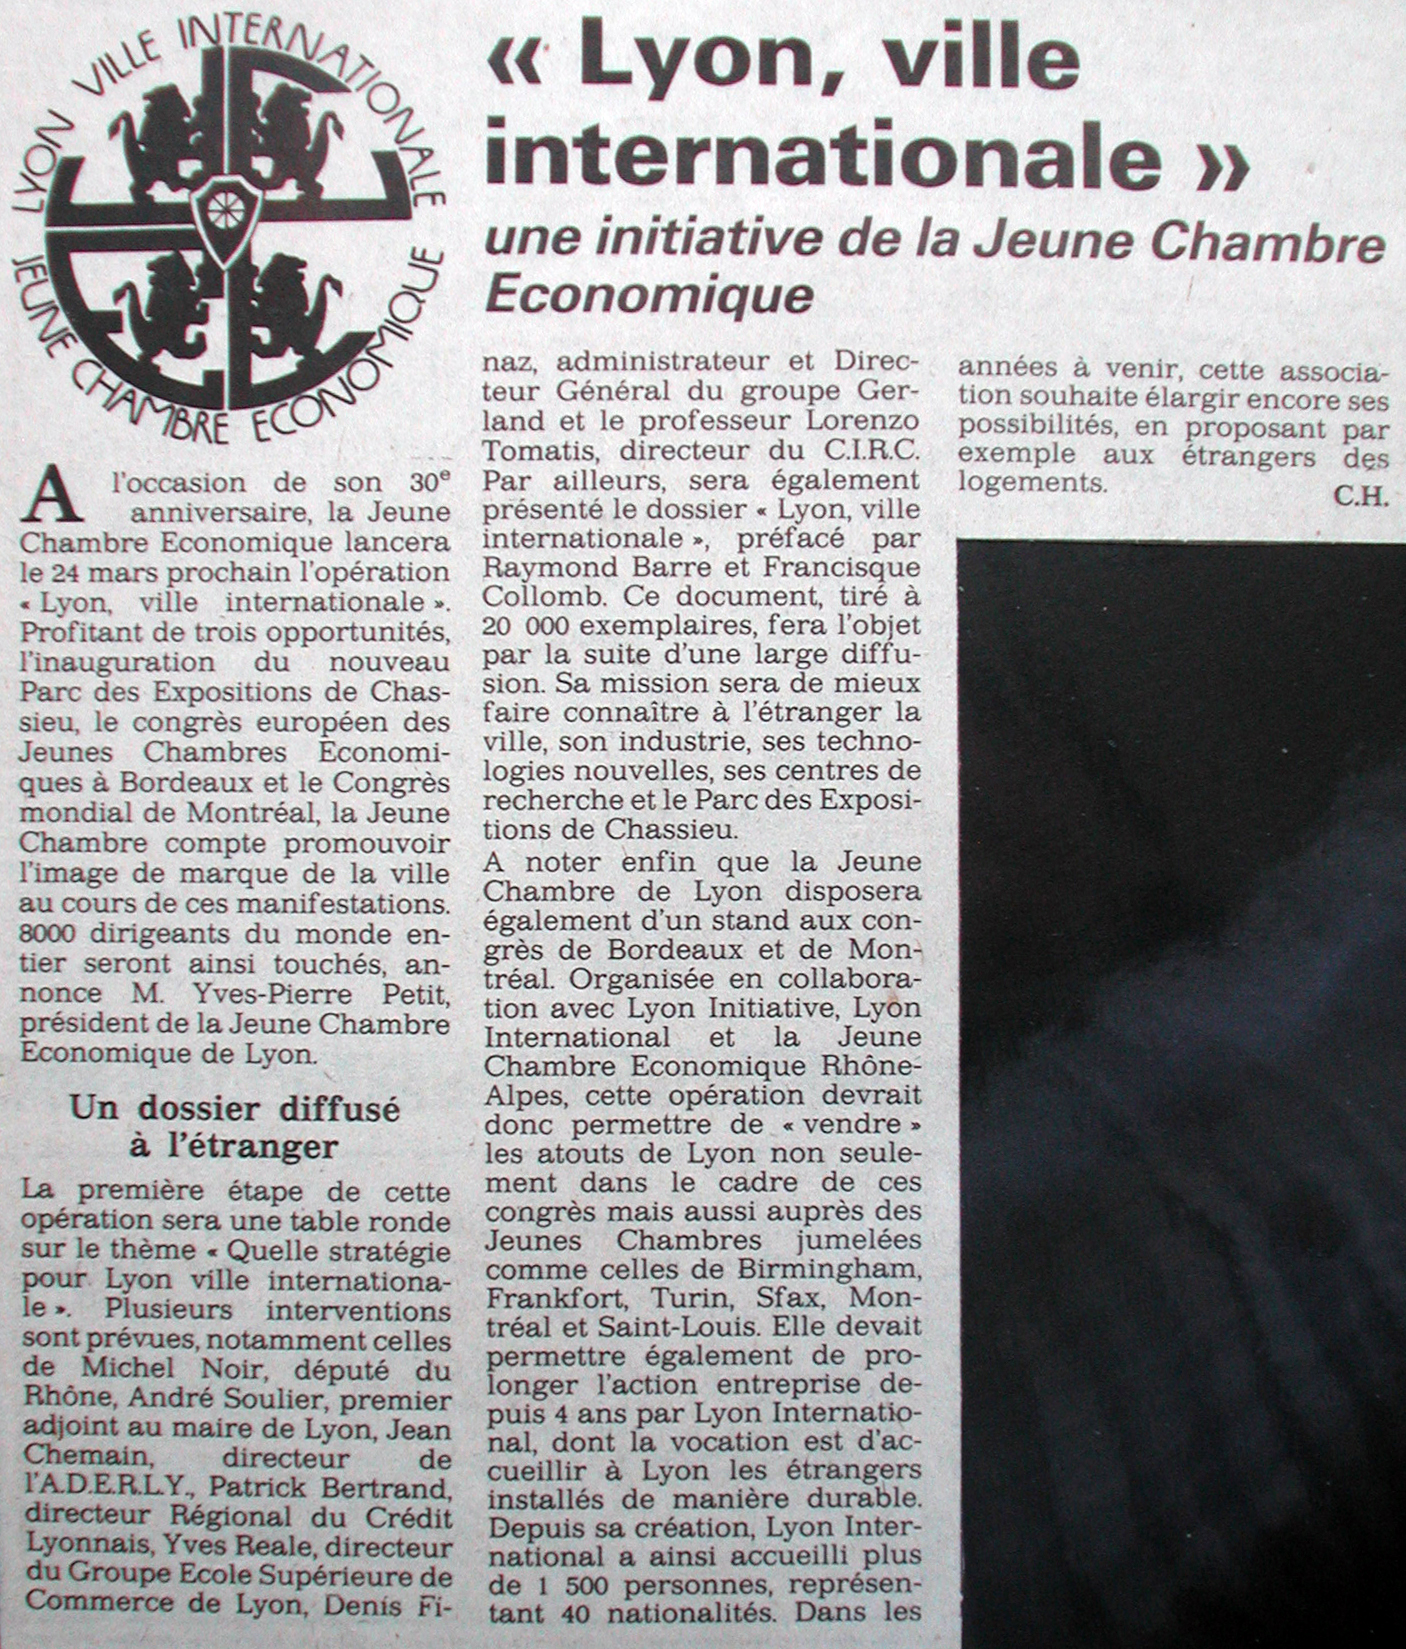 LYON VILLE INTERNATIONALE
JEUNE CHAMBRE ECONOMIQUE
« Lyon, ville
internationale »
une initiative de la Jeune Chambre
Economique
A l'occasion de son 30e
anniversaire, la Jeune
Chambre Economique lancera
le 24 mars prochain l'opération
« Lyon, ville internationale ».
Profitant de trois opportunités,
l'inauguration du nouveau
Parc des Expositions de Chas-
sieu, le congrès européen des
Jeunes Chambres Economi-
ques à Bordeaux et le Congrès
mondial de Montréal, la Jeune
Chambre compte promouvoir
l'image de marque de la ville
au cours de ces manifestations.
8000 dirigeants du monde en-
tier seront ainsi touchés, an-
nonce M. Yves-Pierre Petit,
président de la Jeune Chambre
Economique de Lyon.
Un dossier diffusé
à l'étranger
La première étape de cette
opération sera une table ronde
sur le thème « Quelle stratégie
pour Lyon ville internationa-
le ». Plusieurs interventions
sont prévues, notamment celles
de Michel Noir, député du
Rhône, André Soulier, premier
adjoint au maire de Lyon, Jean
Chemain, directeur de
l'A.D.E.R.L.Y., Patrick Bertrand,
directeur Régional du Crédit
Lyonnais, Yves Reale, directeur
du Groupe Ecole Supérieure de
Commerce de Lyon, Denis Fi-
naz, administrateur et Direc-
teur Général du groupe Ger-
land et le professeur Lorenzo
Tomatis, directeur du C.I.R.C.
Par ailleurs, sera également
présenté le dossier « Lyon, ville
internationale », préfacé par
Raymond Barre et Francisque
Collomb. Ce document, tiré à
20 000 exemplaires, fera l'objet
par la suite d'une large diffu-
sion. Sa mission sera de mieux
faire connaître à l'étranger la
ville, son industrie, ses techno-
logies nouvelles, ses centres de
recherche et le Parc des Exposi-
tions de Chassieu.
A noter enfin que la Jeune
Chambre de Lyon disposera
également d'un stand aux con-
grès de Bordeaux et de Mon-
tréal. Organisée en collabora-
tion avec Lyon Initiative, Lyon
International et la Jeune
Chambre Economique Rhône-
Alpes, cette opération devrait
donc permettre de « vendre »
les atouts de Lyon non seule-
ment dans le cadre de ces
congrès mais aussi auprès des
Jeunes Chambres jumelées
comme celles de Birmingham,
Frankfort, Turin, Sfax, Mon-
tréal et Saint-Louis. Elle devait
permettre également de pro-
longer l'action entreprise de-
puis 4 ans par Lyon Internatio-
nal, dont la vocation est d'ac-
cueillir à Lyon les étrangers
installés de manière durable.
Depuis sa création, Lyon Inter-
national a ainsi accueilli plus
de 1 500 personnes, représen-
tant 40 nationalités. Dans les
années à venir, cette associa-
tion souhaite élargir encore ses
possibilités, en proposant par
exemple aux étrangers des
logements.
C.H.